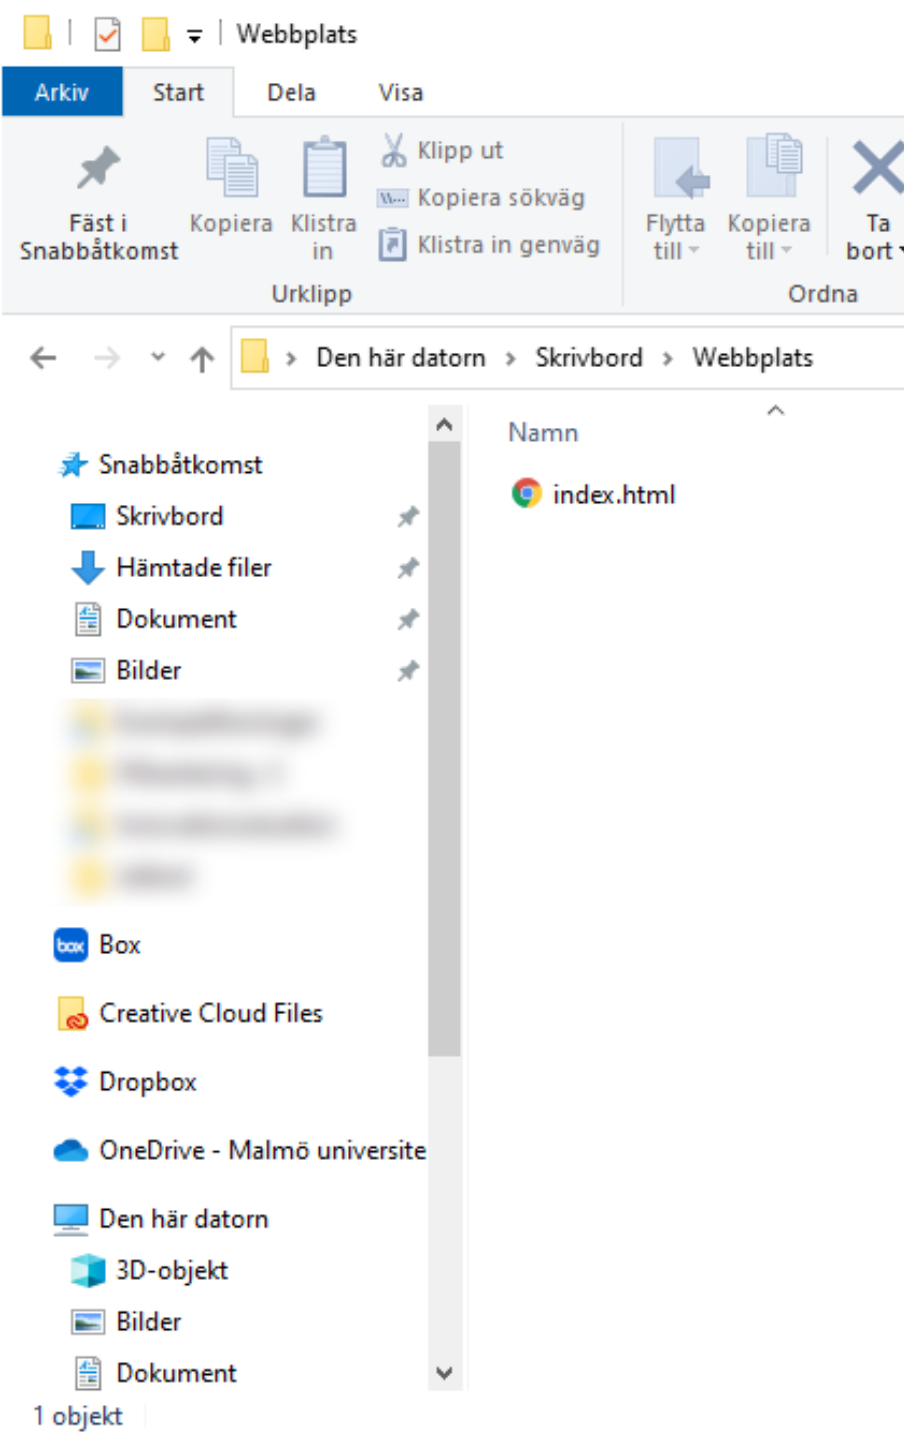 Webbplats
Arkiv Start Dela Visa
Fäst i Snabbåtkomst
Kopiera
Klistra in
Klipp ut
Kopiera sökväg
Klistra in genväg
Flytta till
Kopiera till
Ta bort
Urklipp
Ordna
Den här datorn > Skrivbord > Webbplats
Namn
index.html
Snabbåtkomst
Skrivbord
Hämtade filer
Dokument
Bilder
box Box
Creative Cloud Files
Dropbox
OneDrive - Malmö universite
Den här datorn
3D-objekt
Bilder
Dokument
1 objekt